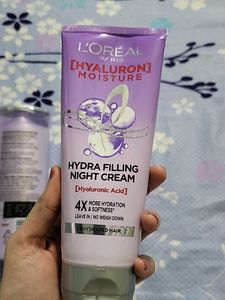 L'ORÉAL
PARIS
[HYALURON]
MOISTURE
HYDRA FILLING
NIGHT CREAM
[Hyaluronic Acid]
4X MORE HYDRATION
& SOFTNESS*
LEAVE IN / NO WEIGH DOWN
DEHYDRATED HAIR